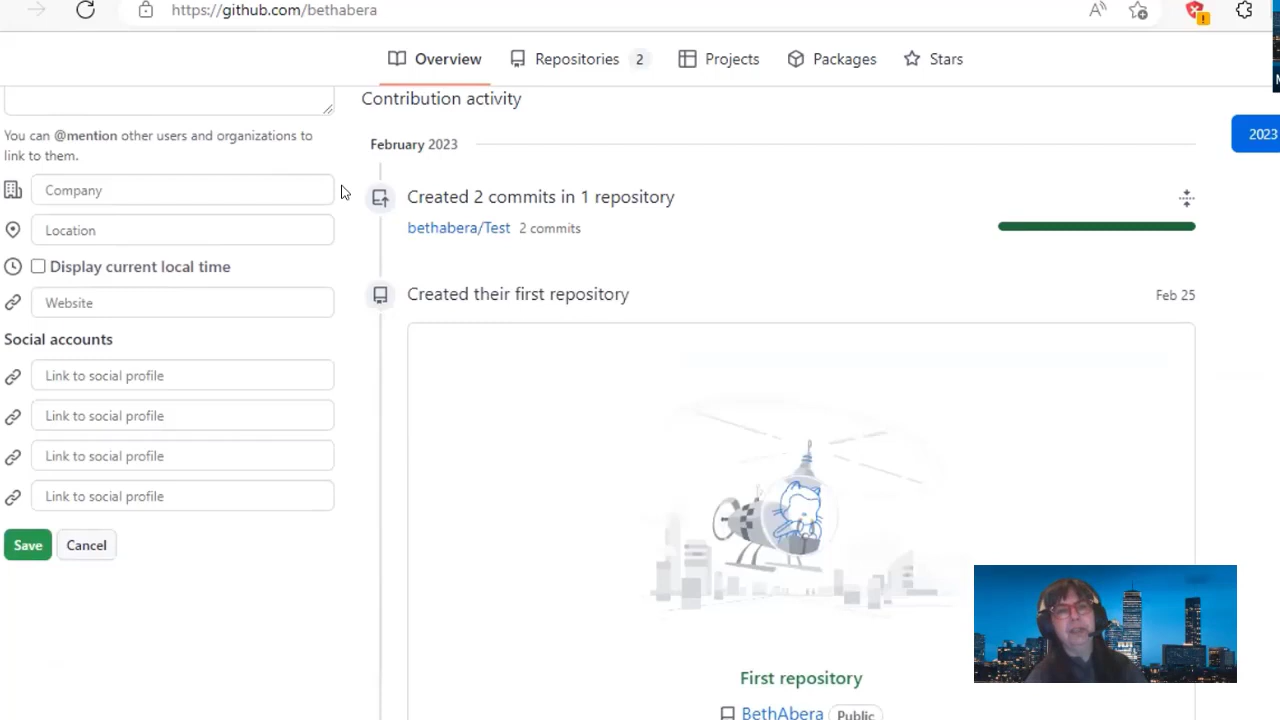 https://github.com/bethabera
Overview
Repositories 2
Projects
Packages
Stars
You can @mention other users and organizations to
link to them.
Company
Location
Display current local time
Website
Social accounts
Link to social profile
Link to social profile
Link to social profile
Link to social profile
Save
Cancel
Contribution activity
February 2023
Created 2 commits in 1 repository
bethabera/Test 2 commits
Created their first repository
Feb 25
First repository
BethAbera Public
2023